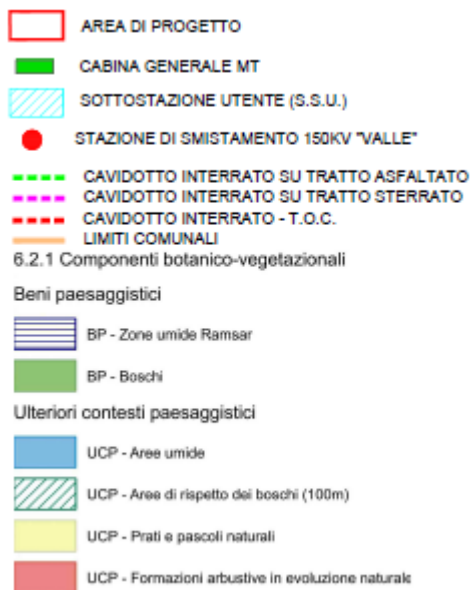 AREA DI PROGETTO
CABINA GENERALE MT
SOTTOSTAZIONE UTENTE (S.S.U.)
STAZIONE DI SMISTAMENTO 150KV "VALLE"
CAVIDOTTO INTERRATO SU TRATTO ASFALTATO
CAVIDOTTO INTERRATO SU TRATTO STERRATO
CAVIDOTTO INTERRATO - T.O.C.
LIMITI COMUNALI
6.2.1 Componenti botanico-vegetazionali
Beni paesaggistici
BP - Zone umide Ramsar
BP - Boschi
Ulteriori contesti paesaggistici
UCP - Aree umide
UCP - Aree di rispetto dei boschi (100m)
UCP - Prati e pascoli naturali
UCP - Formazioni arbustive in evoluzione naturale